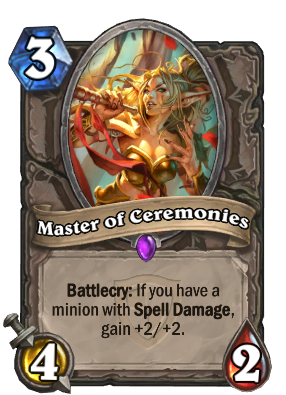 3
Master of Ceremonies
Battlecry: If you have a
minion with Spell Damage,
gain +2/+2.
4
2